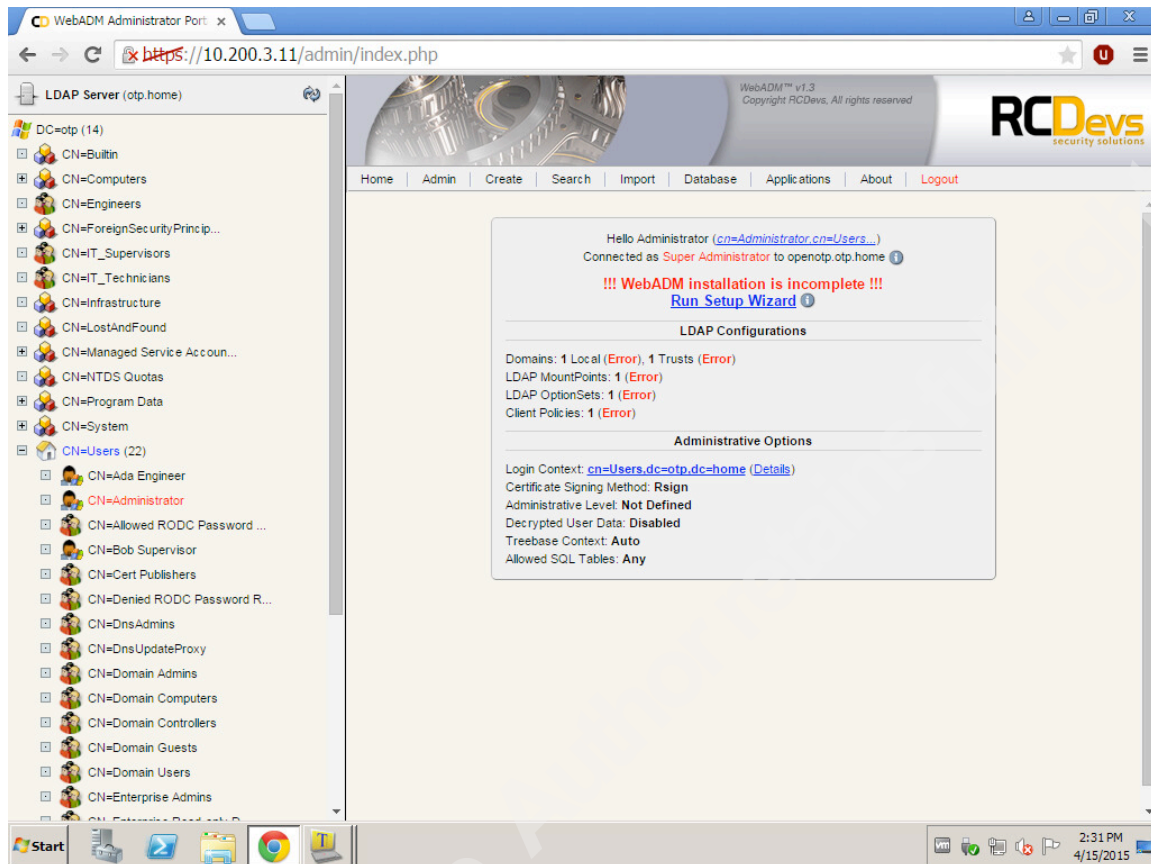 WebADM Administrator Port
https://10.200.3.11/admin/index.php
LDAP Server (otp.home)
DC=otp (14)
CN=Builtin
CN=Computers
CN=Engineers
CN=ForeignSecurityPrincip...
CN=IT_Supervisors
CN=IT_Technicians
CN=Infrastructure
CN=LostAndFound
CN=Managed Service Accoun...
CN=NTDS Quotas
CN=Program Data
CN=System
CN=Users (22)
CN=Ada Engineer
CN=Administrator
CN=Allowed RODC Password ...
CN=Bob Supervisor
CN=Cert Publishers
CN=Denied RODC Password R...
CN=DnsAdmins
CN=DnsUpdateProxy
CN=Domain Admins
CN=Domain Computers
CN=Domain Controllers
CN=Domain Guests
CN=Domain Users
CN=Enterprise Admins
CN=Enterprise Read-only D...
WebADM™ v1.3
Copyright RCDevs, All rights reserved
RCDevs
security solutions
Home Admin Create Search Import Database Applications About Logout
Hello Administrator (cn=Administrator,cn=Users...)
Connected as Super Administrator to openotp.otp.home
!!! WebADM installation is incomplete !!!
Run Setup Wizard
LDAP Configurations
Domains: 1 Local (Error), 1 Trusts (Error)
LDAP MountPoints: 1 (Error)
LDAP OptionSets: 1 (Error)
Client Policies: 1 (Error)
Administrative Options
Login Context: cn=Users,dc=otp,dc=home (Details)
Certificate Signing Method: Rsign
Administrative Level: Not Defined
Decrypted User Data: Disabled
Treebase Context: Auto
Allowed SQL Tables: Any
Start
2:31 PM
4/15/2015